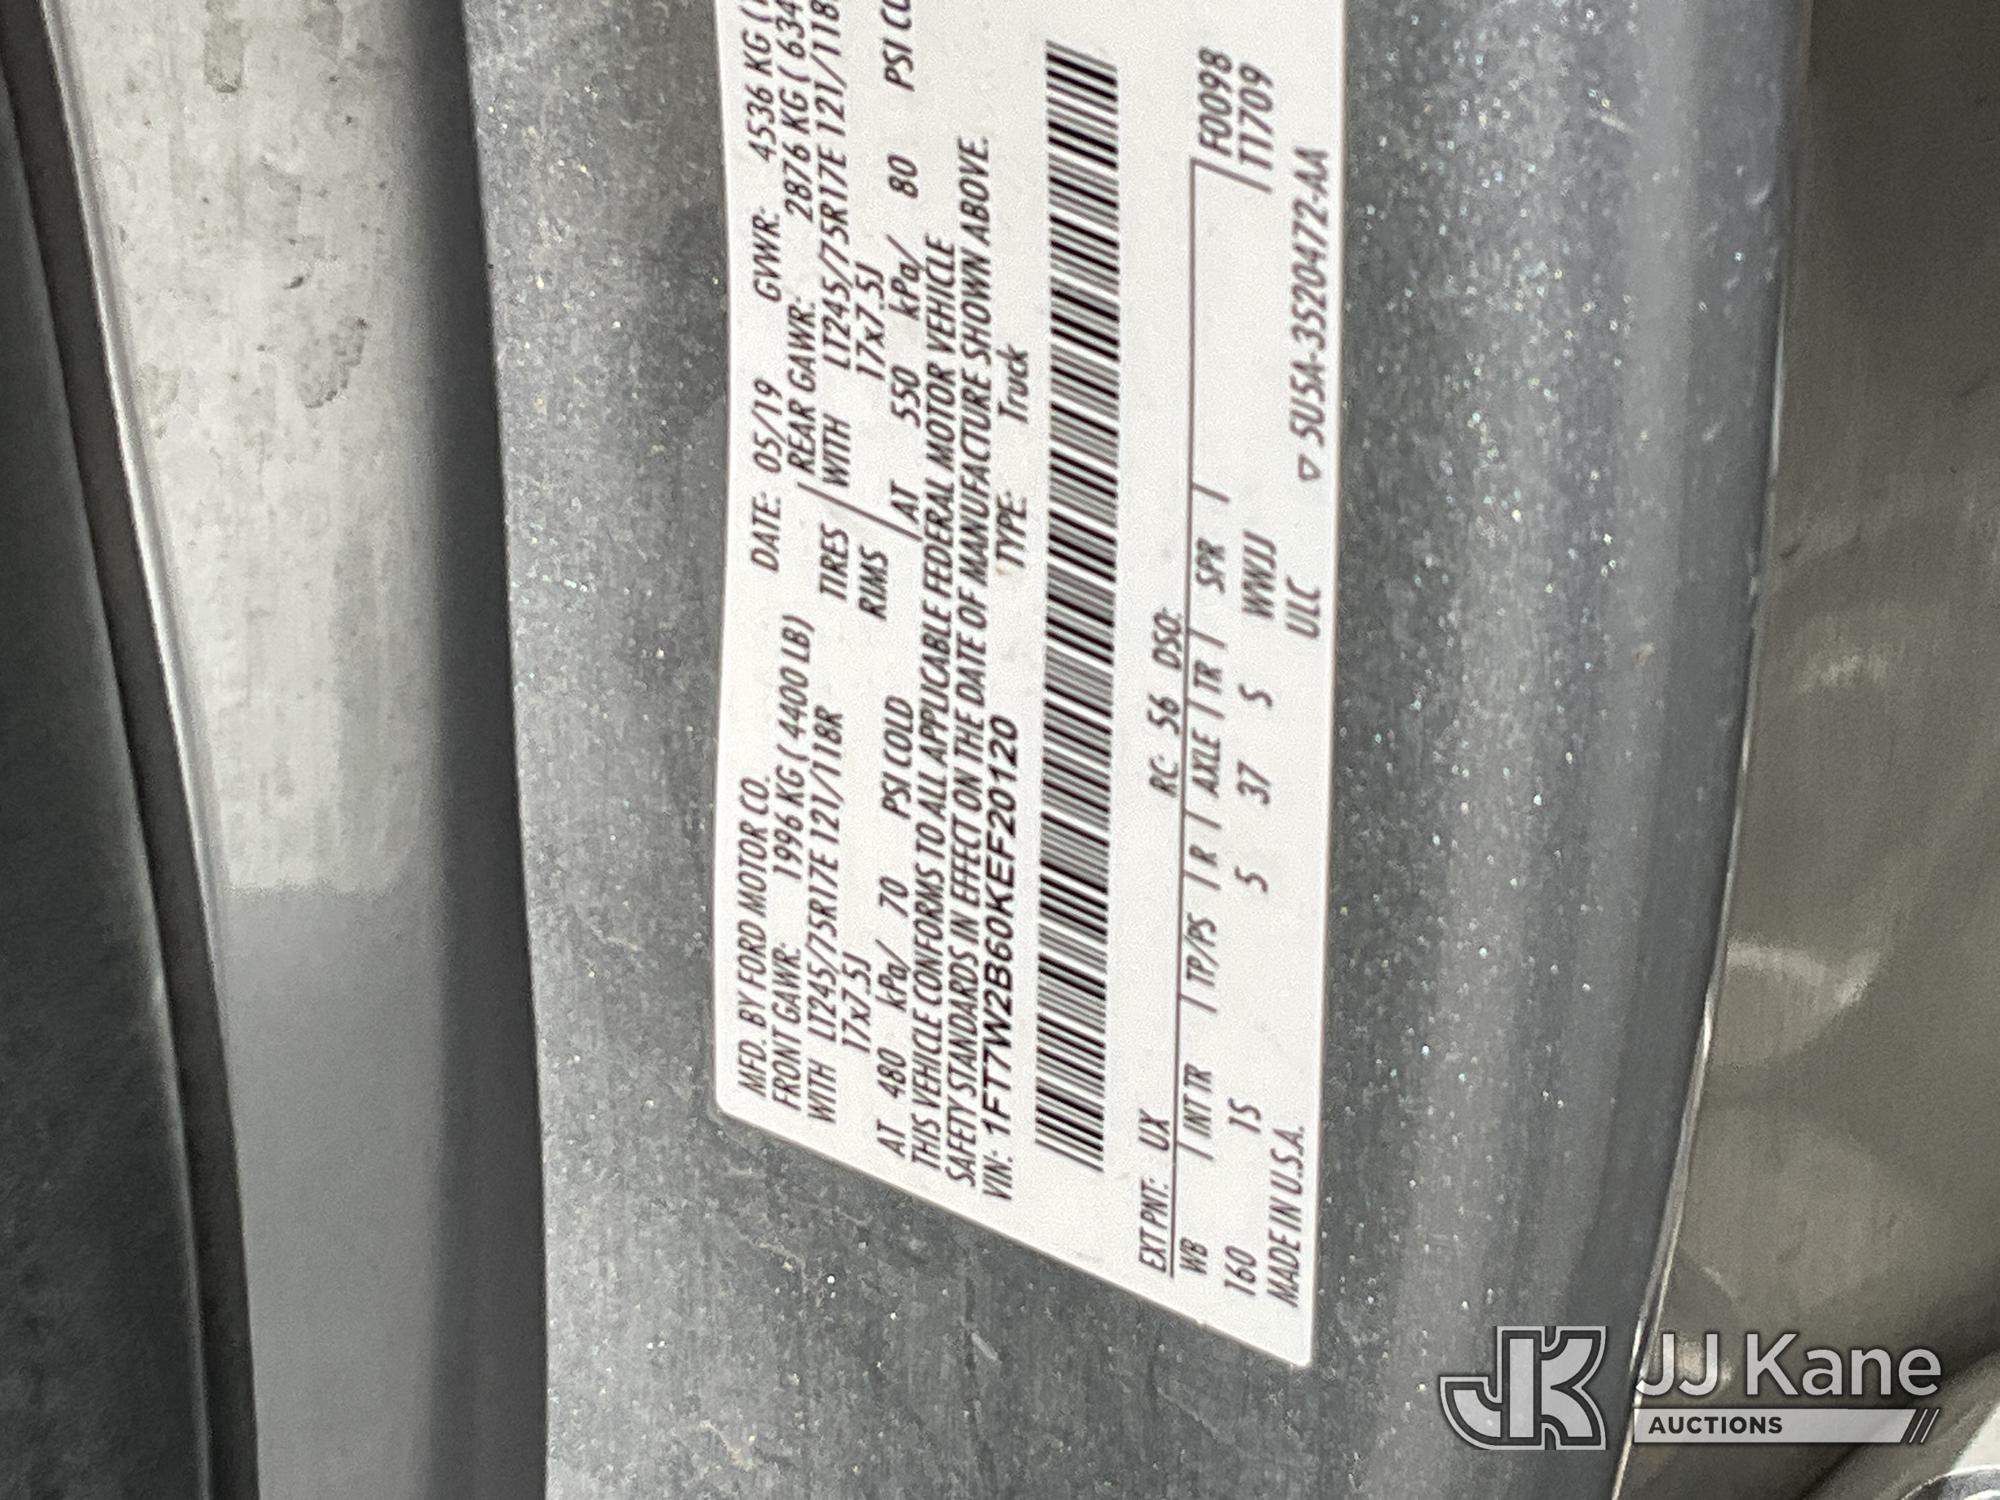 MFD. BY FORD MOTOR CO. DATE: 05/19 GVWR: 4536 KG
FRONT GAWR: 1996 KG ( 4400 LB) REAR GAWR: 2876 KG (
WITH LT245/75R17E 121/118R TIRES WITH LT245/75R17E
17x7.5J RIMS 17x7.5J
AT 480 kPa/ 70 PSI COLD AT 550 kPa/ 80 PSI
THIS VEHICLE CONFORMS TO ALL APPLICABLE FEDERAL MOTOR VEHICLE
SAFETY STANDARDS IN EFFECT ON THE DATE OF MANUFACTURE SHOWN ABOVE.
VIN: 1FT7W2B60KEF20120 TYPE: Truck
EXT PNT: UX RC: 56 DSO: F0098
WB INT TR TP/PS R AXLE TR SPR T1709
160 15 5 37 5 WWJJ
MADE IN U.S.A. ULC ▽ 5U5A-3520472-AA
JK JJ Kane
AUCTIONS